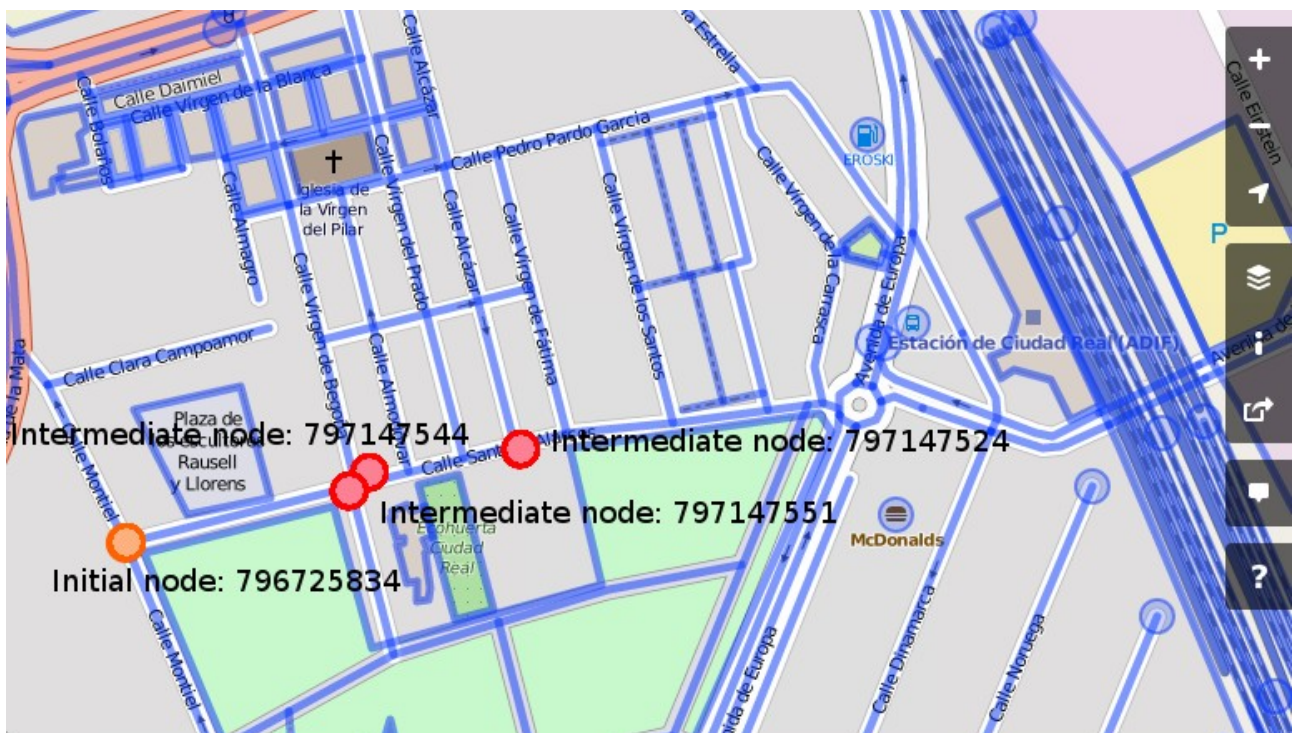 Estrella
Calle Alcázar
Calle Daimiel
Calle Virgen de la Blanca
Calle Bolaños
Calle Einstein
Calle Pedro Pardo García
EROSKI
Iglesia de
la Virgen
del Pilar
Calle Almagro
Calle Virgen del Prado
Calle Alcázar
Calle Virgen de Fátima
Calle Virgen de los Santos
Calle Virgen de la Carrasca
Avenida de Europa
P
Calle Virgen de Begoña
Estación de Ciudad Real (ADIF)
Avenida de
de la Mata
Calle Clara Campoamor
Calle Almodóvar
Plaza de
Rausell
y Llorens
Intermediate node: 797147544
Calle
Intermediate node: 797147524
Calle Montiel
Intermediate node: 797147551
Ecohuerta
Ciudad
Real
McDonalds
Initial node: 796725834
Calle Montiel
de Europa
Calle Dinamarca
Calle Noruega
+
−
i
?